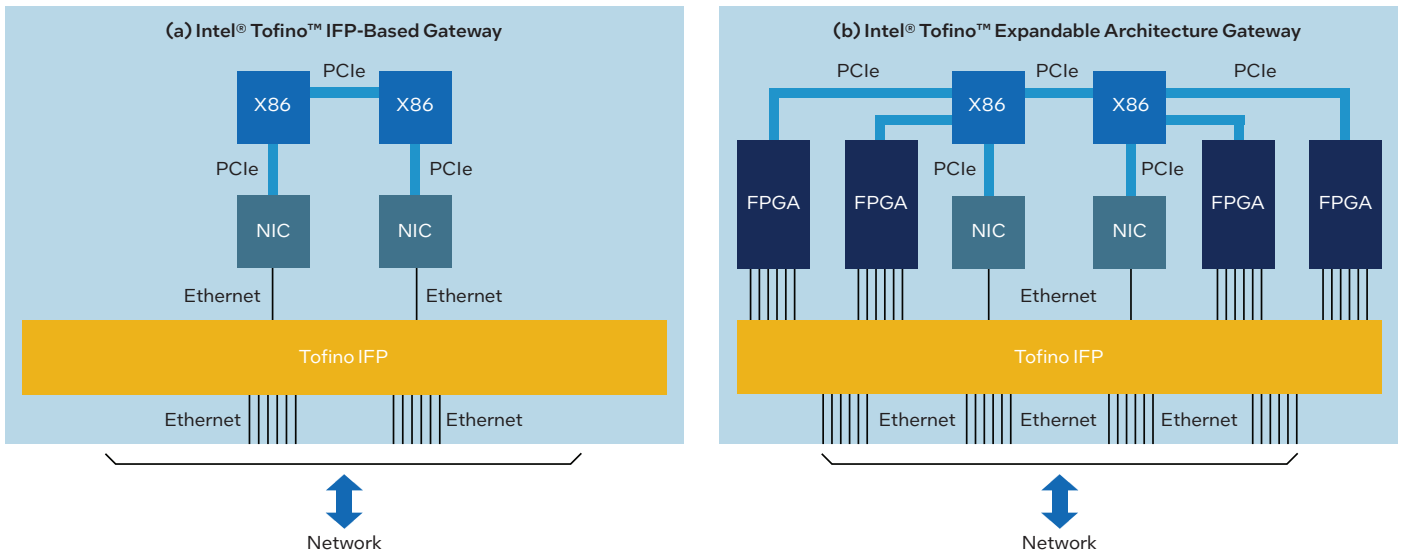 (a) Intel® Tofino™ IFP-Based Gateway
PCIe
X86
X86
PCIe
PCIe
NIC
NIC
Ethernet
Ethernet
Tofino IFP
Ethernet
Ethernet
Network
(b) Intel® Tofino™ Expandable Architecture Gateway
PCIe
PCIe
PCIe
X86
X86
PCIe
PCIe
FPGA
FPGA
NIC
NIC
FPGA
FPGA
Ethernet
Tofino IFP
Ethernet
Ethernet
Ethernet
Network